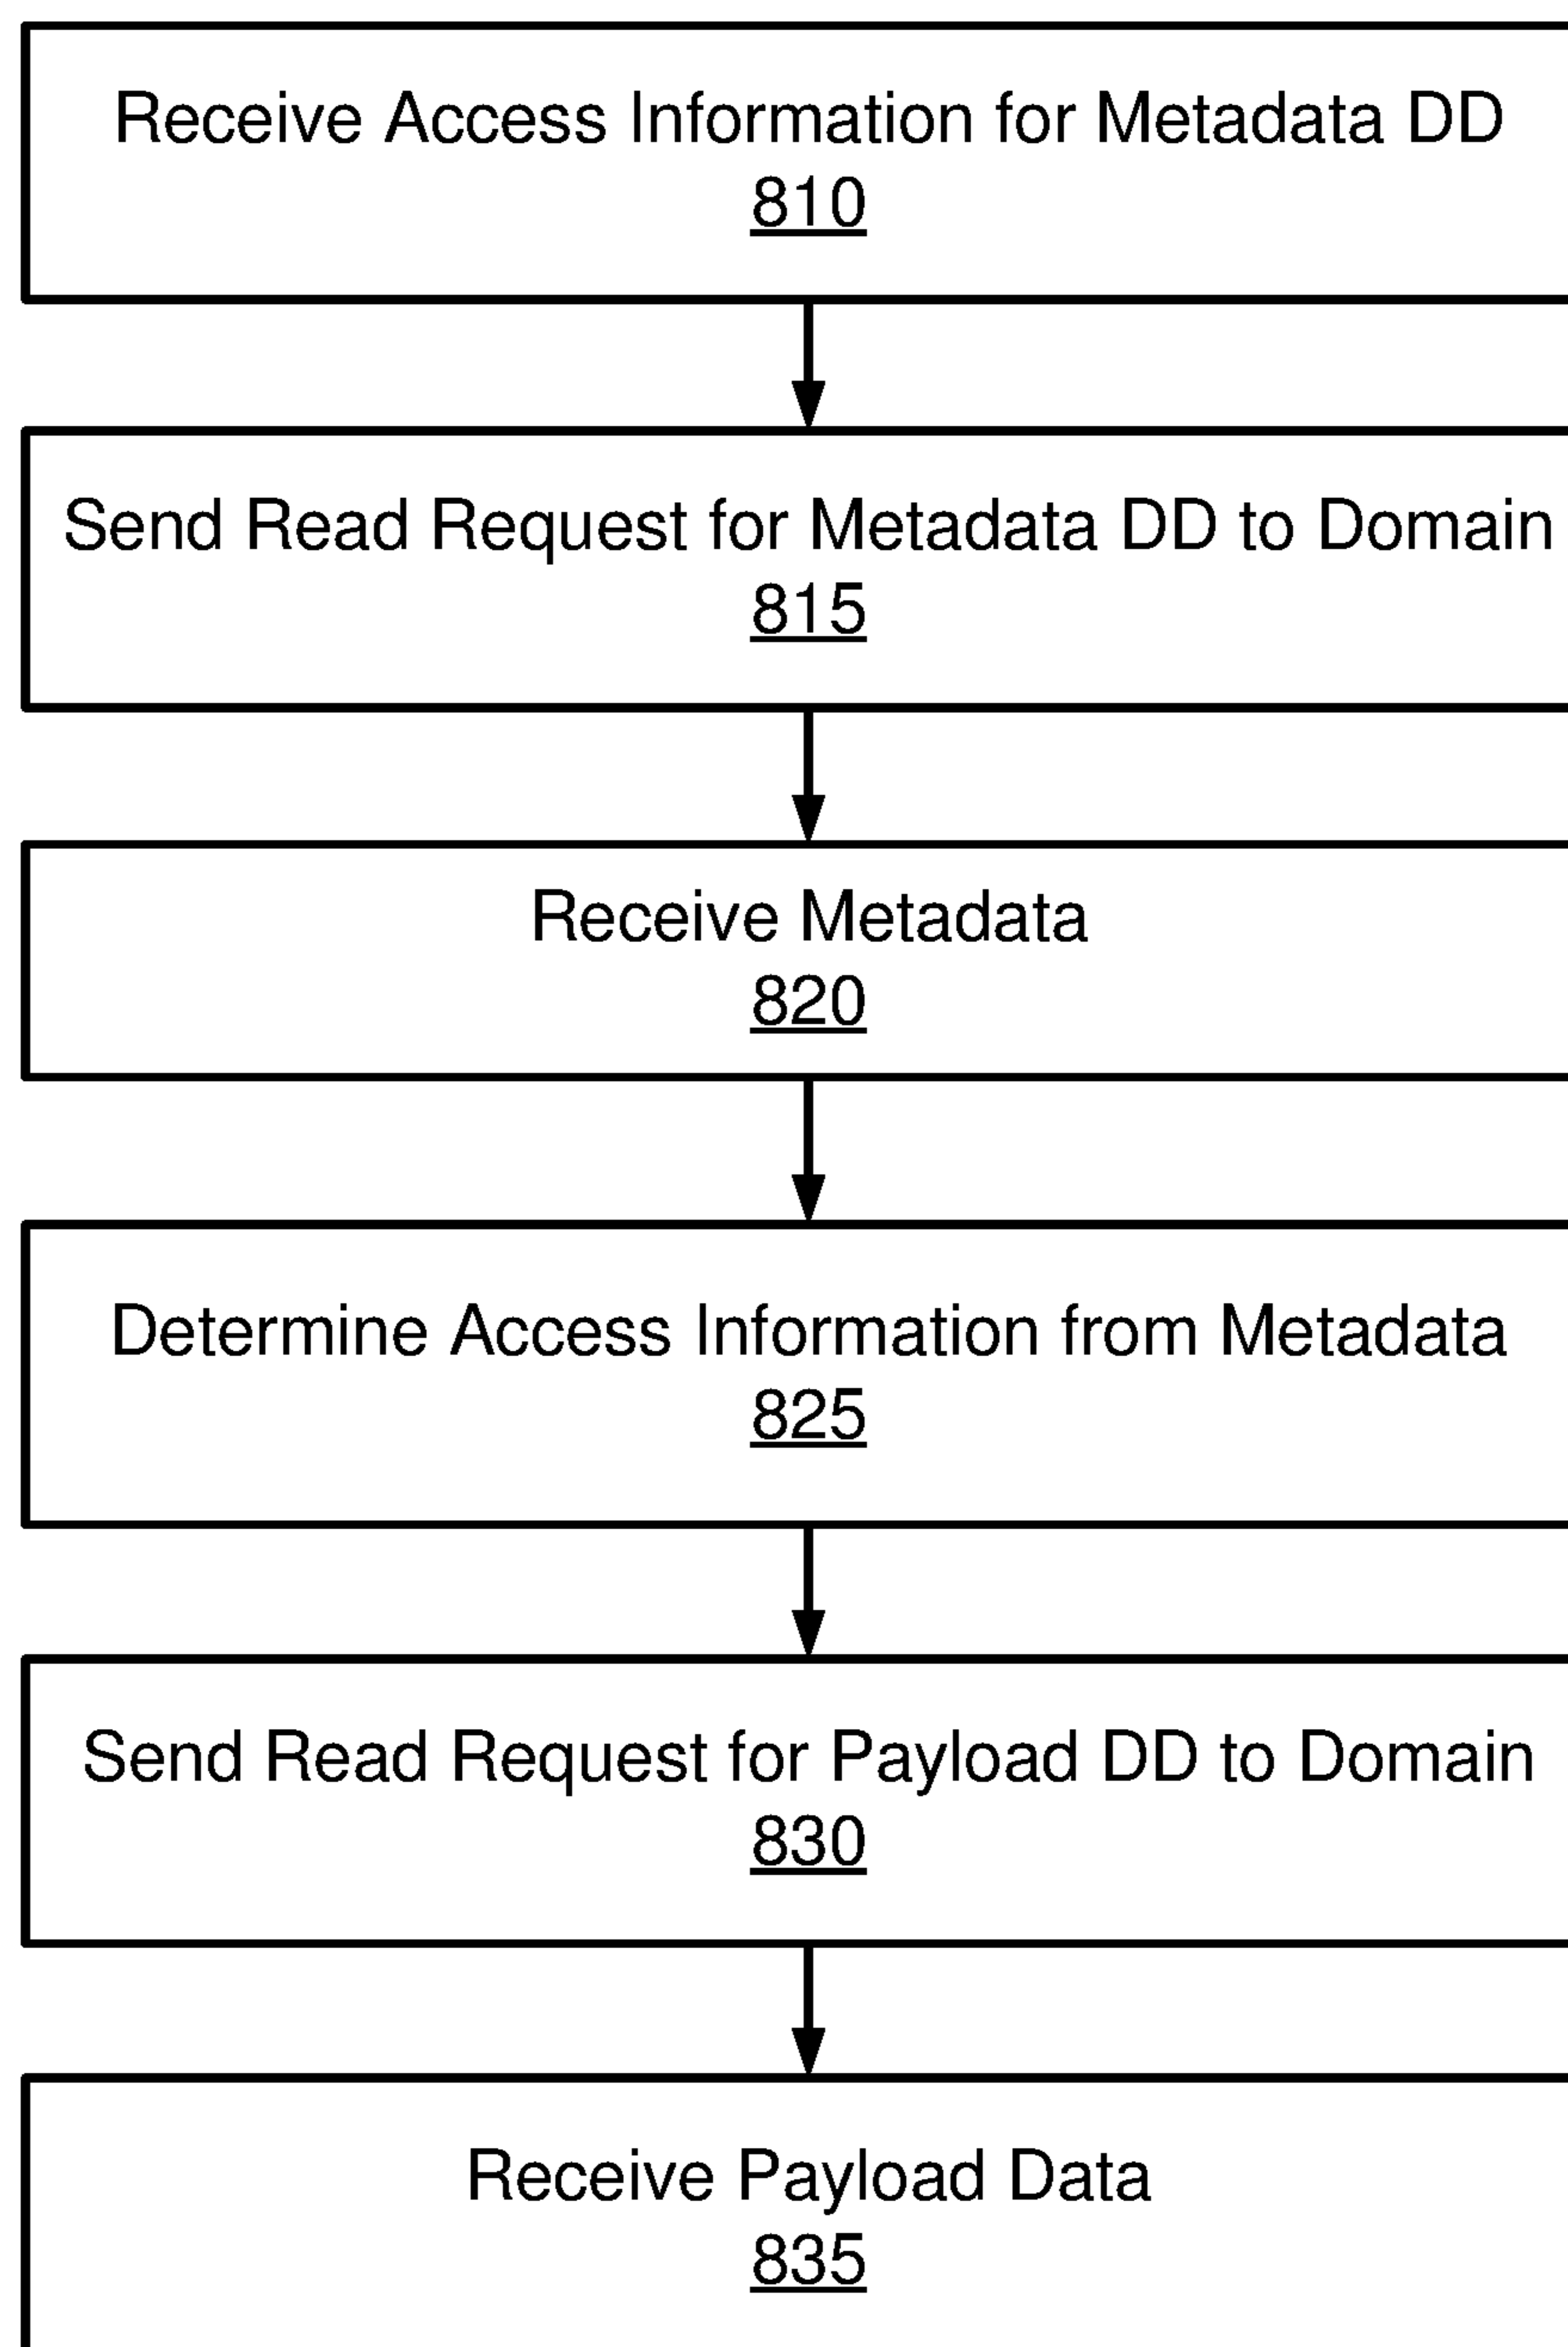 Receive Access Information for Metadata DD
810
Send Read Request for Metadata DD to Domain
815
Receive Metadata
820
Determine Access Information from Metadata
825
Send Read Request for Payload DD to Domain
830
Receive Payload Data
835